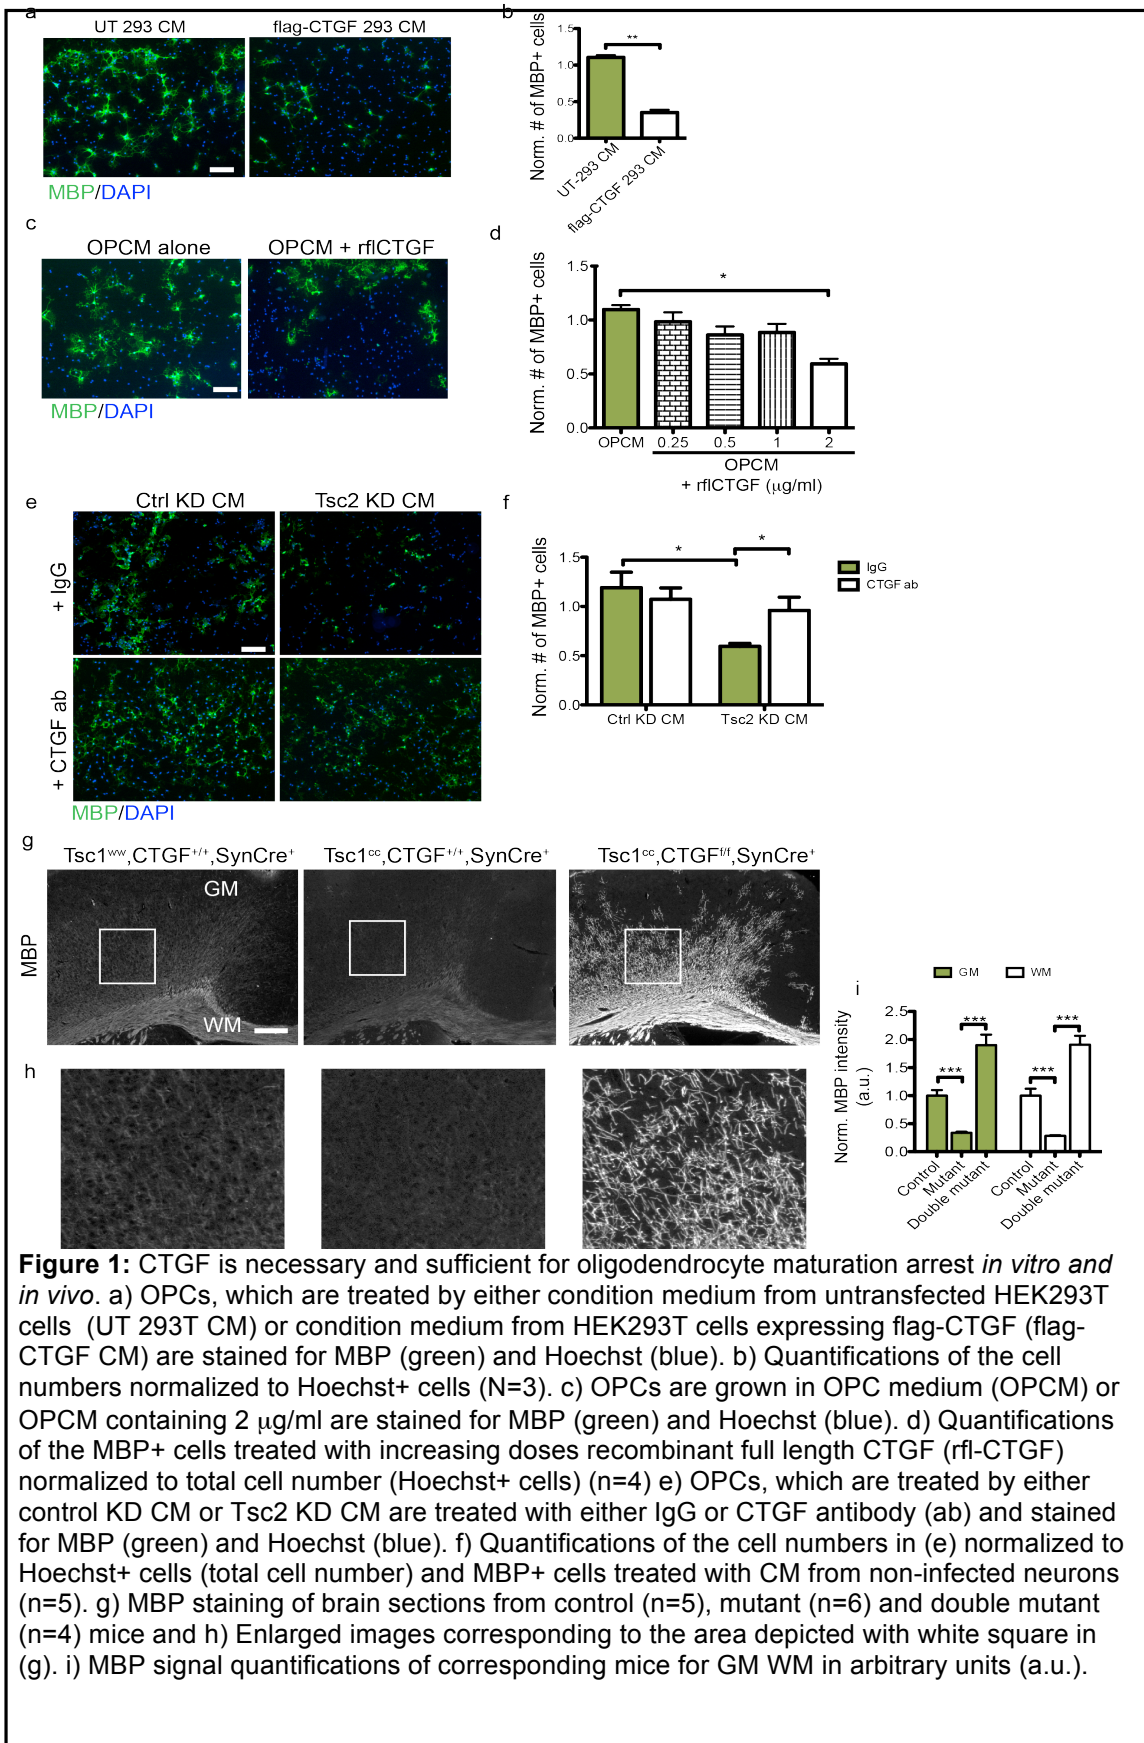 a
UT 293 CM
flag-CTGF 293 CM
MBP/DAPI
b
Norm. # of MBP+ cells
1.5
1.0
0.5
0.0
**
UT-293 CM
flag-CTGF 293 CM
c
OPCM alone
OPCM + rflCTGF
MBP/DAPI
d
Norm. # of MBP+ cells
1.5
1.0
0.5
0.0
*
OPCM
0.25
0.5
1
2
OPCM
+ rflCTGF (μg/ml)
e
Ctrl KD CM
Tsc2 KD CM
+ IgG
+ CTGF ab
MBP/DAPI
f
Norm. # of MBP+ cells
1.5
1.0
0.5
0.0
*
*
Ctrl KD CM
Tsc2 KD CM
IgG
CTGF ab
g
Tsc1ʷʷ,CTGF⁺/⁺,SynCre⁺
Tsc1ᶜᶜ,CTGF⁺/⁺,SynCre⁺
Tsc1ᶜᶜ,CTGFᶠ/ᶠ,SynCre⁺
MBP
GM
WM
h
i
GM
WM
Norm. MBP intensity
(a.u.)
2.5
2.0
1.5
1.0
0.5
0.0
***
***
***
***
Control
Mutant
Double mutant
Control
Mutant
Double mutant
Figure 1: CTGF is necessary and sufficient for oligodendrocyte maturation arrest in vitro and
in vivo. a) OPCs, which are treated by either condition medium from untransfected HEK293T
cells (UT 293T CM) or condition medium from HEK293T cells expressing flag-CTGF (flag-
CTGF CM) are stained for MBP (green) and Hoechst (blue). b) Quantifications of the cell
numbers normalized to Hoechst+ cells (N=3). c) OPCs are grown in OPC medium (OPCM) or
OPCM containing 2 μg/ml are stained for MBP (green) and Hoechst (blue). d) Quantifications
of the MBP+ cells treated with increasing doses recombinant full length CTGF (rfl-CTGF)
normalized to total cell number (Hoechst+ cells) (n=4) e) OPCs, which are treated by either
control KD CM or Tsc2 KD CM are treated with either IgG or CTGF antibody (ab) and stained
for MBP (green) and Hoechst (blue). f) Quantifications of the cell numbers in (e) normalized to
Hoechst+ cells (total cell number) and MBP+ cells treated with CM from non-infected neurons
(n=5). g) MBP staining of brain sections from control (n=5), mutant (n=6) and double mutant
(n=4) mice and h) Enlarged images corresponding to the area depicted with white square in
(g). i) MBP signal quantifications of corresponding mice for GM WM in arbitrary units (a.u.).